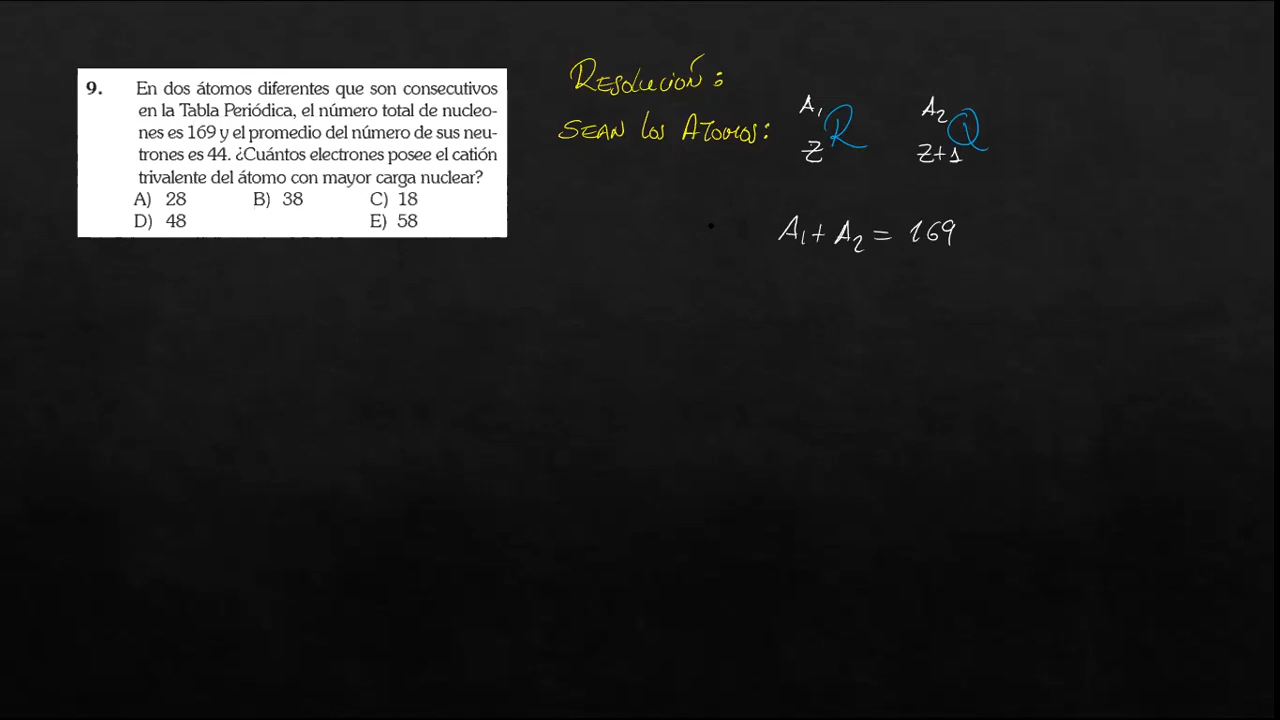 9. En dos átomos diferentes que son consecutivos
en la Tabla Periódica, el número total de nucleo-
nes es 169 y el promedio del número de sus neu-
trones es 44. ¿Cuántos electrones posee el catión
trivalente del átomo con mayor carga nuclear?
A) 28 B) 38 C) 18
D) 48 E) 58
RESOLUCIÓN:
SEAN LOS ATOMOS: A₁ Z R A₂ Z+1 Q
A₁ + A₂ = 169